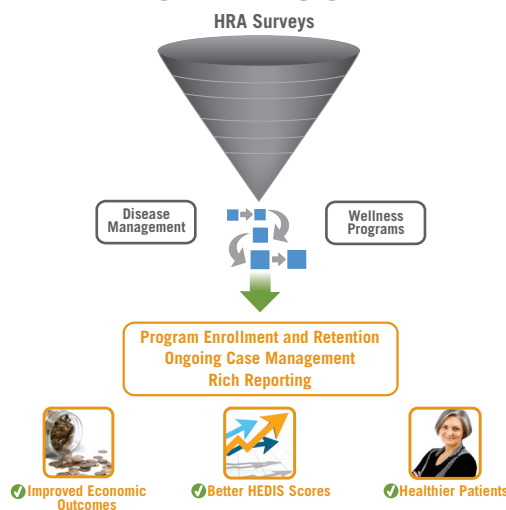 HRA Surveys
Disease
Management
Wellness
Programs
Program Enrollment and Retention
Ongoing Case Management
Rich Reporting
Improved Economic
Outcomes
Better HEDIS Scores
Healthier Patients